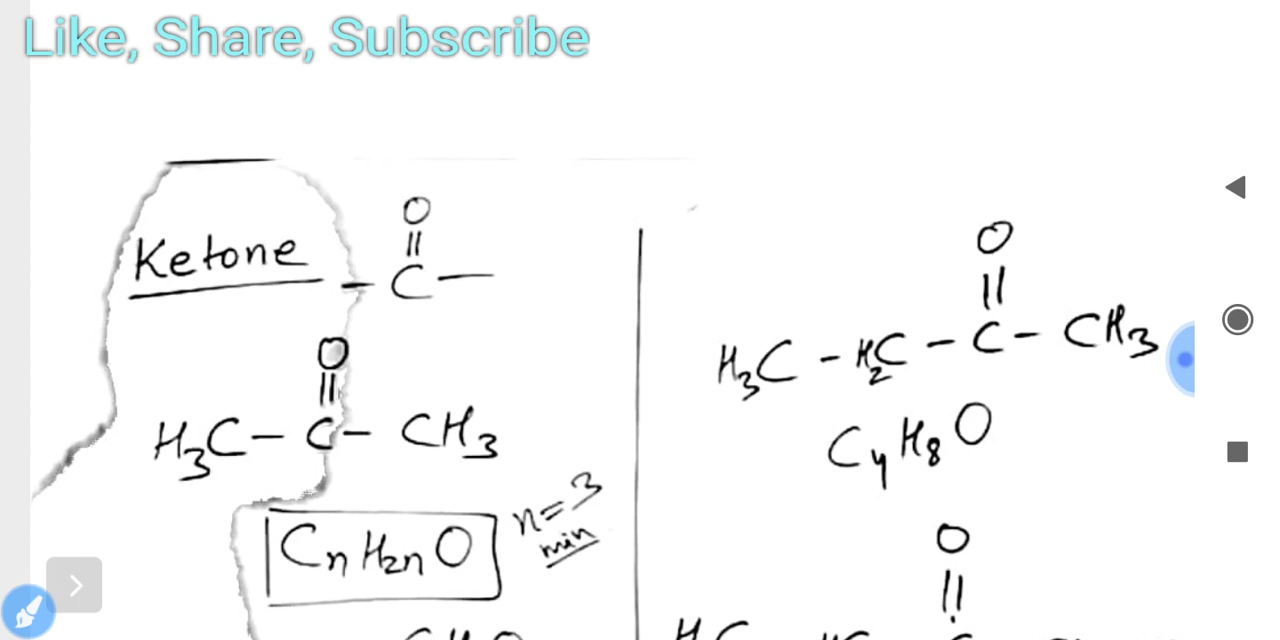 Like, Share, Subscribe
Ketone
O
||
– C –
O
||
H3C – C – CH3
CnH2nO
n=3
min
O
||
H3C – H2C – C – CH3
C4H8O
O
||